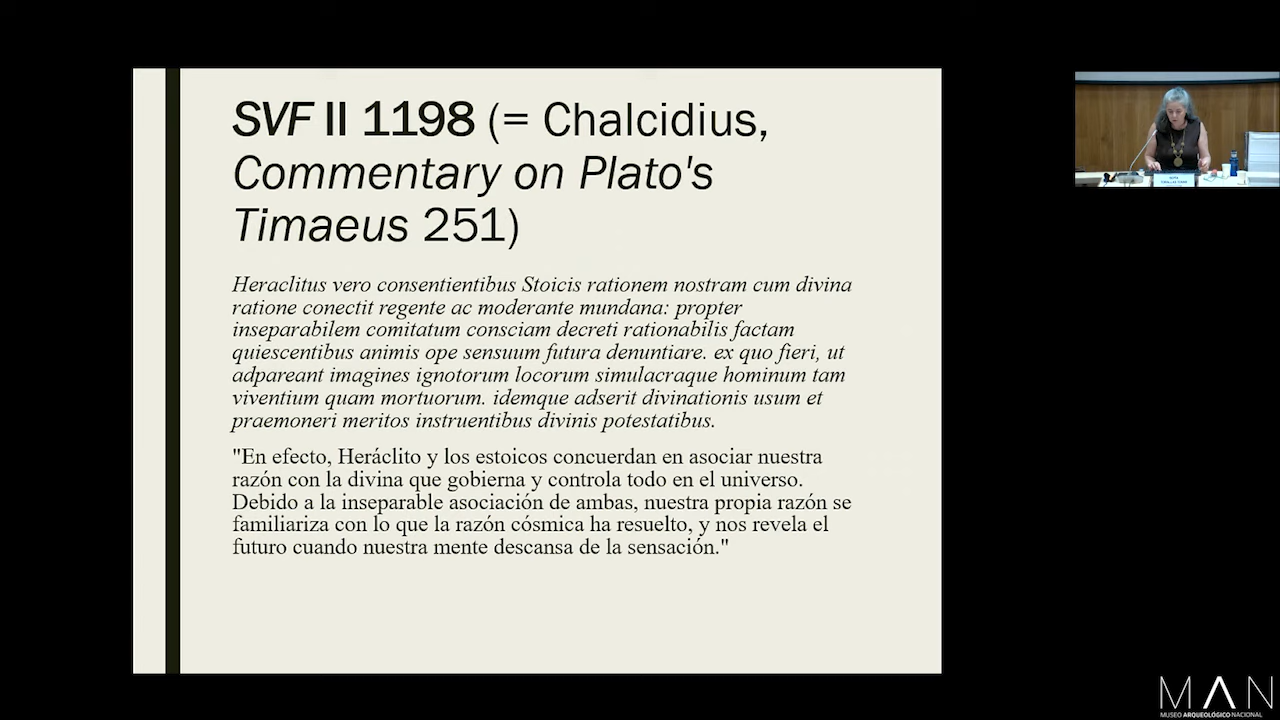 SVF II 1198 (= Chalcidius,
Commentary on Plato's
Timaeus 251)
Heraclitus vero consentientibus Stoicis rationem nostram cum divina
ratione conectit regente ac moderante mundana: propter
inseparabilem comitatum consciam decreti rationabilis factam
quiescentibus animis ope sensuum futura denuntiare. ex quo fieri, ut
adpareant imagines ignotorum locorum simulacraque hominum tam
viventium quam mortuorum. idemque adserit divinationis usum et
praemoneri meritos instruentibus divinis potestatibus.
"En efecto, Heráclito y los estoicos concuerdan en asociar nuestra
razón con la divina que gobierna y controla todo en el universo.
Debido a la inseparable asociación de ambas, nuestra propia razón se
familiariza con lo que la razón cósmica ha resuelto, y nos revela el
futuro cuando nuestra mente descansa de la sensación."
MAN
MUSEO ARQUEOLÓGICO NACIONAL